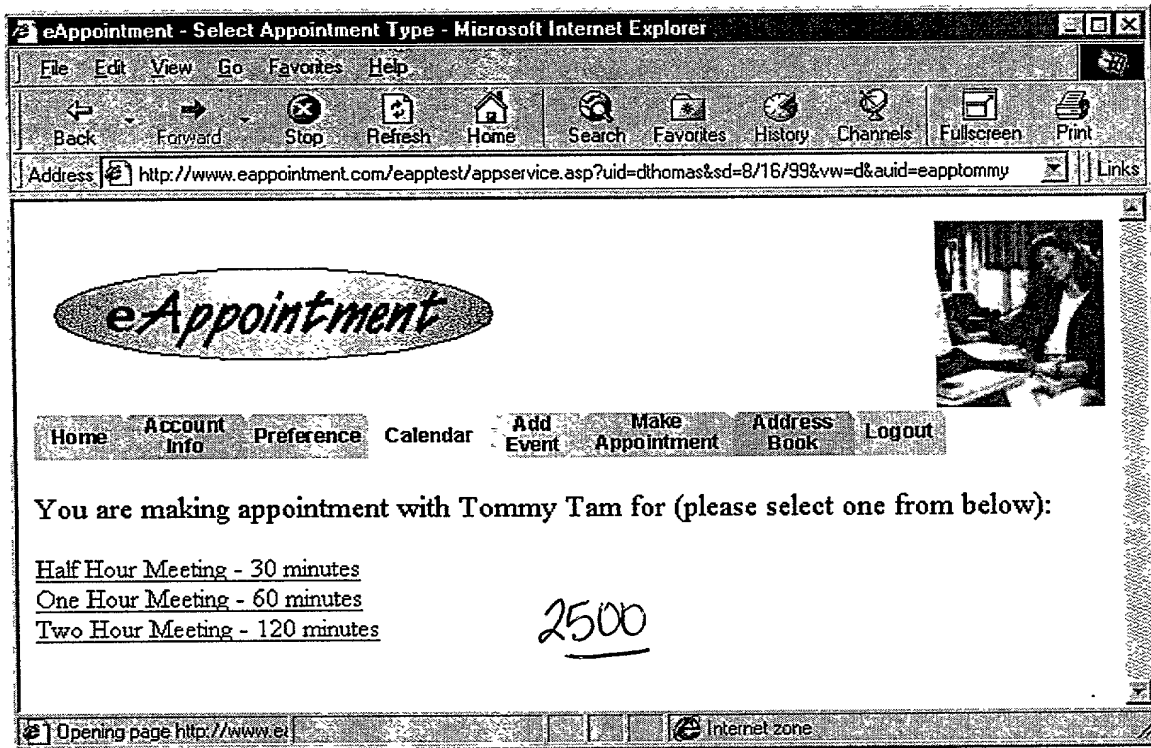 eAppointment - Select Appointment Type - Microsoft Internet Explorer
File Edit View Go Favorites Help
Back Forward Stop Refresh Home Search Favorites History Channels Fullscreen Print
Address http://www.eappointment.com/eapptest/appservice.asp?uid=dthomas&sd=8/16/99&vw=d&auid=eapptommy Links
eAppointment
Home Account Info Preference Calendar Add Event Make Appointment Address Book Logout
You are making appointment with Tommy Tam for (please select one from below):
Half Hour Meeting - 30 minutes
One Hour Meeting - 60 minutes
Two Hour Meeting - 120 minutes
2500
Opening page http://www.e Internet zone